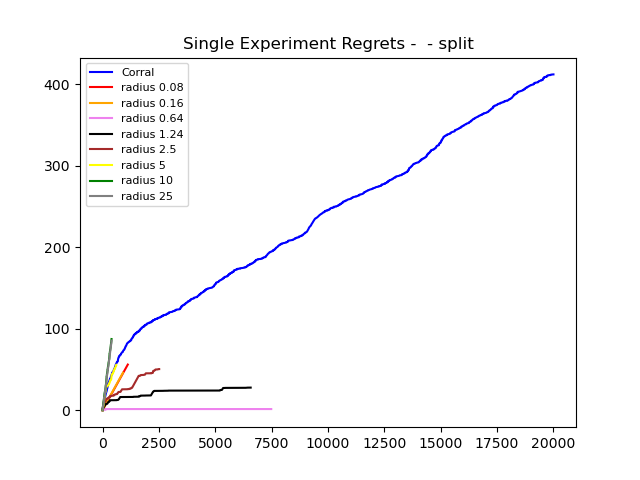 Single Experiment Regrets -  - split
Corral
radius 0.08
radius 0.16
radius 0.64
radius 1.24
radius 2.5
radius 5
radius 10
radius 25
400
300
200
100
0
0 2500 5000 7500 10000 12500 15000 17500 20000